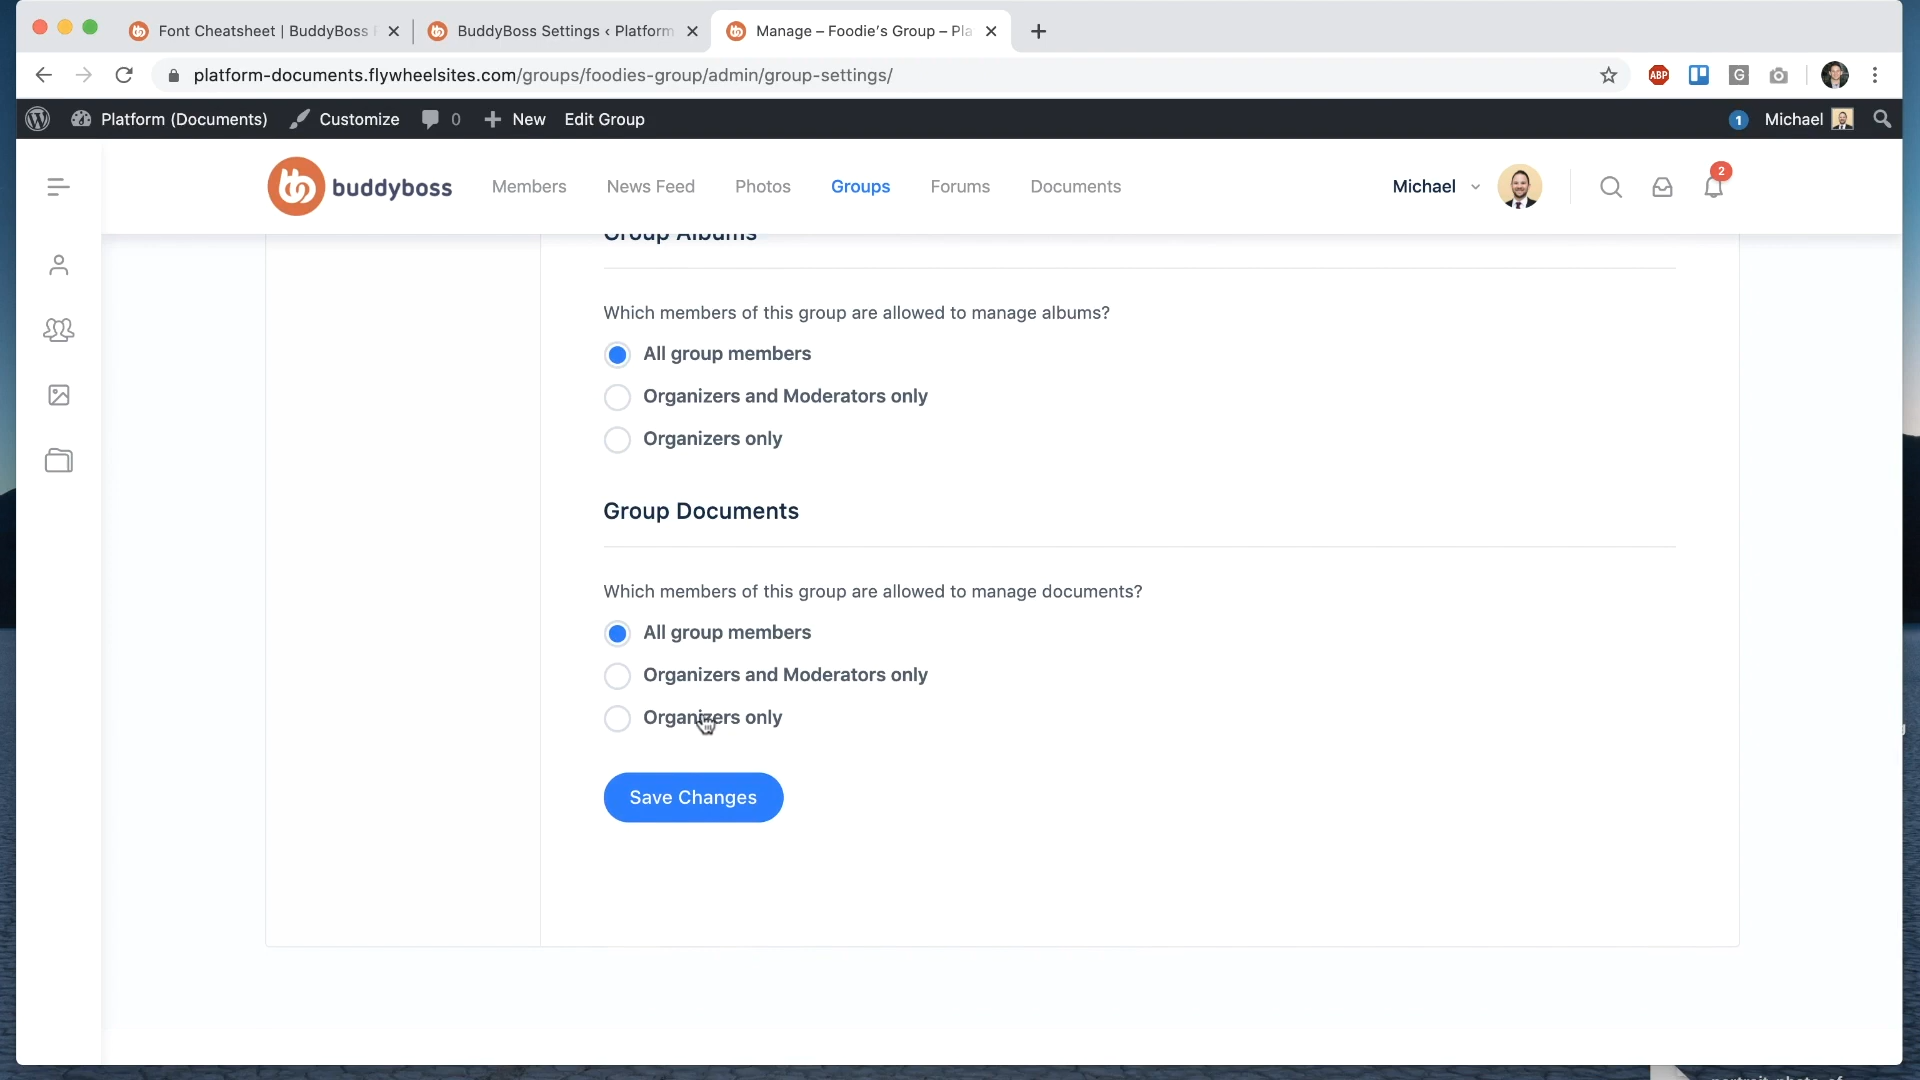 Font Cheatsheet | BuddyBoss
BuddyBoss Settings ‹ Platform
Manage – Foodie's Group – Pla
platform-documents.flywheelsites.com/groups/foodies-group/admin/group-settings/
ABP
G
Platform (Documents)
Customize
0
New
Edit Group
1
Michael
buddyboss
Members
News Feed
Photos
Groups
Forums
Documents
Michael
2
Group Albums
Which members of this group are allowed to manage albums?
All group members
Organizers and Moderators only
Organizers only
Group Documents
Which members of this group are allowed to manage documents?
All group members
Organizers and Moderators only
Organizers only
Save Changes